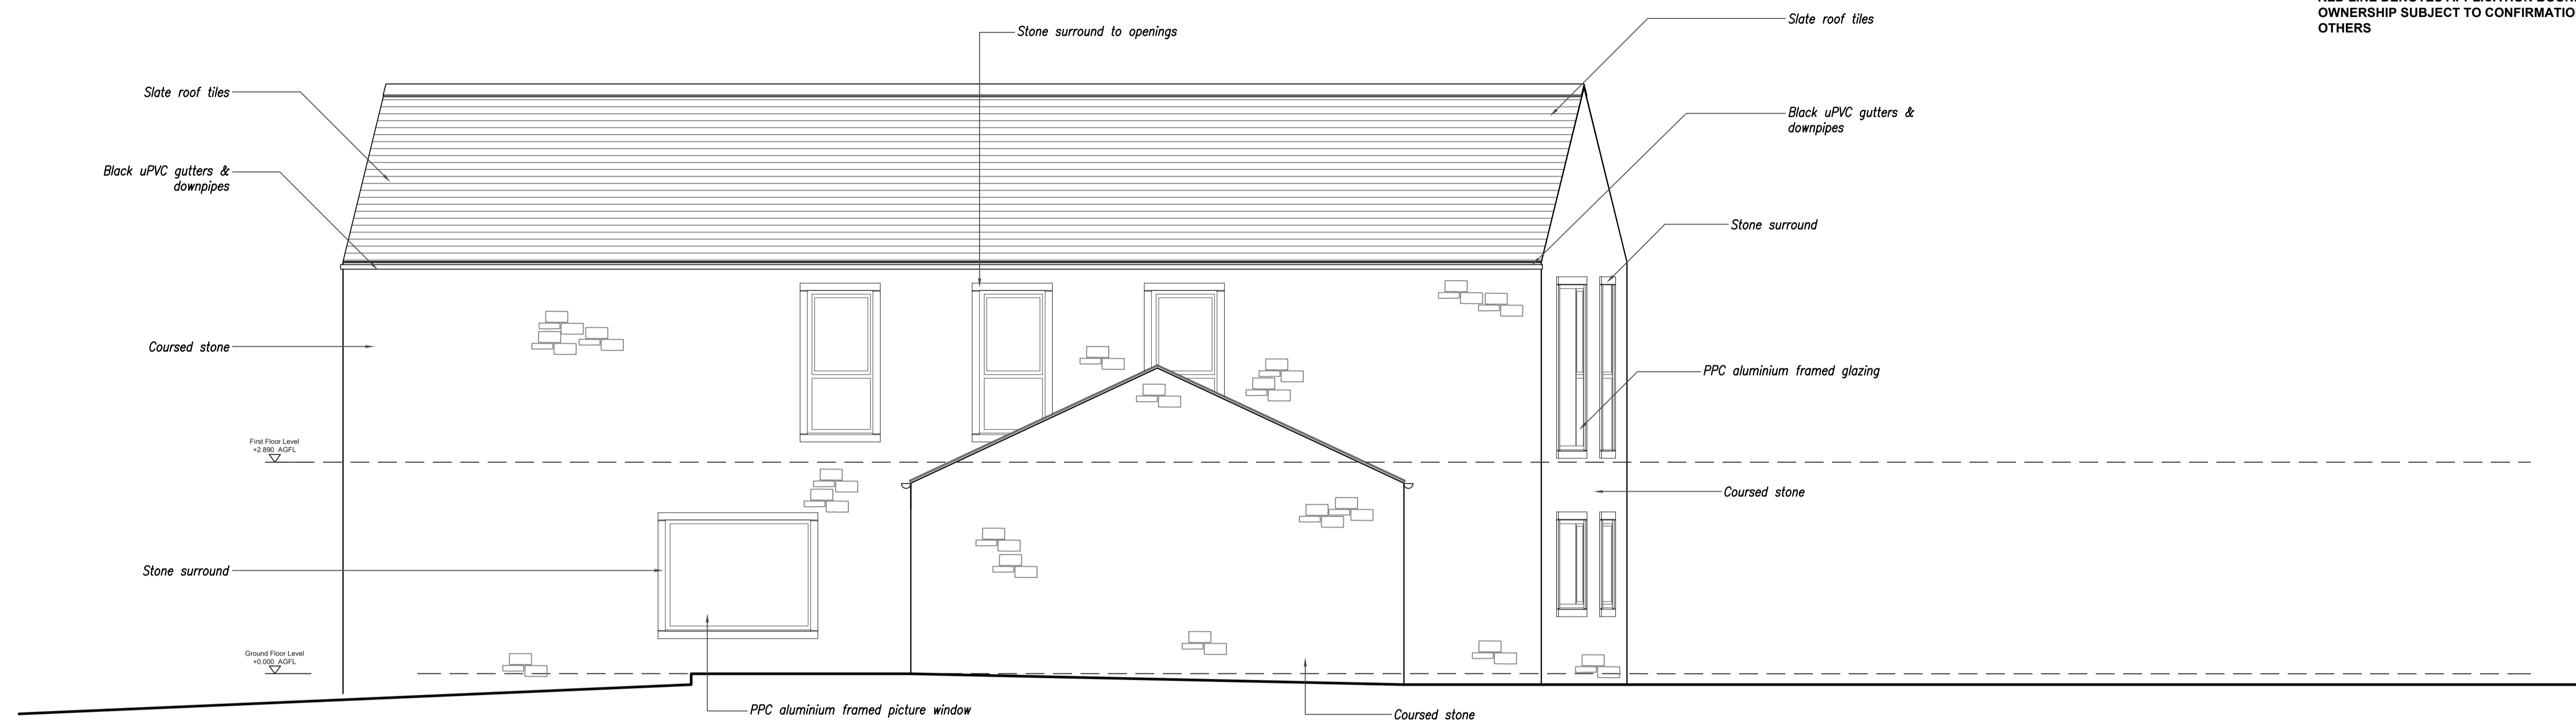 OWNERSHIP SUBJECT TO CONFIRMATIO
OTHERS
Slate roof tiles
Stone surround to openings
Slate roof tiles
Black uPVC gutters &
downpipes
Black uPVC gutters &
downpipes
Stone surround
Coursed stone
PPC aluminium framed glazing
First Floor Level
+2.890 AGFL
Coursed stone
Stone surround
Ground Floor Level
+0.000 AGFL
PPC aluminium framed picture window
Coursed stone